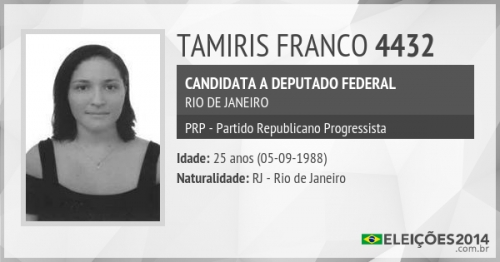 TAMIRIS FRANCO 4432
CANDIDATA A DEPUTADO FEDERAL
RIO DE JANEIRO
PRP - Partido Republicano Progressista
Idade: 25 anos (05-09-1988)
Naturalidade: RJ - Rio de Janeiro
ELEIÇÕES2014
.com.br